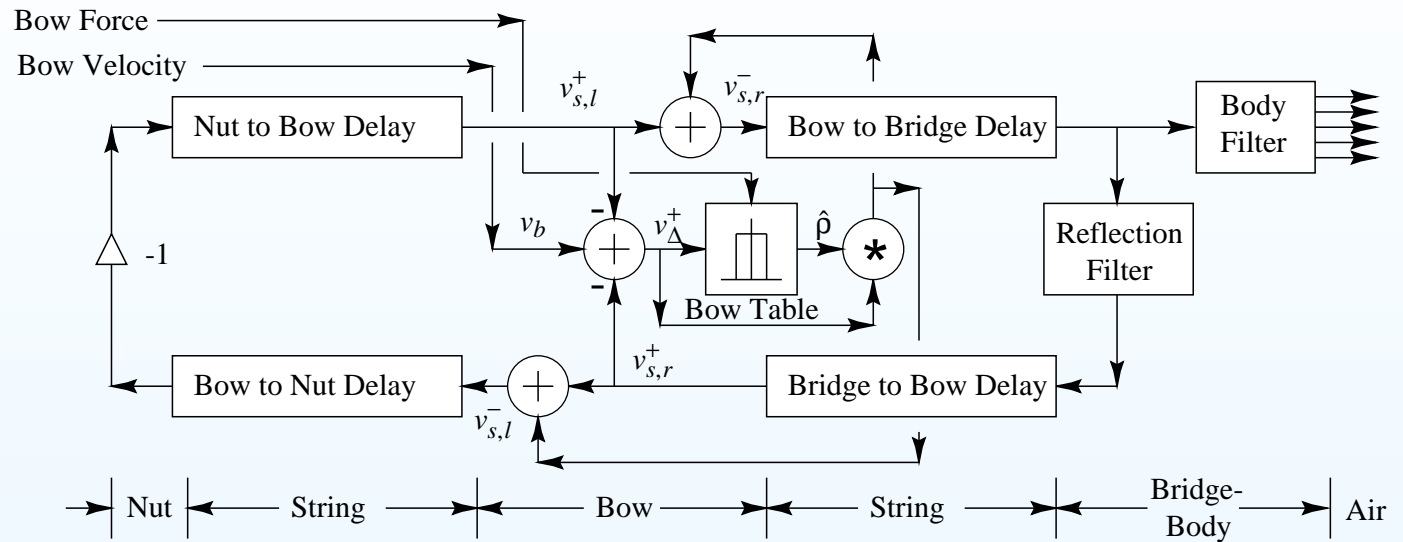 Bow Force
Bow Velocity
v⁺s,l
v⁻s,r
Nut to Bow Delay
+
Bow to Bridge Delay
Body
Filter
-
v_b
+
v⁺Δ
ρ̂
*
Reflection
Filter
-1
-
Bow Table
v⁺s,r
Bow to Nut Delay
+
Bridge to Bow Delay
v⁻s,l
Nut
String
Bow
String
Bridge-
Body
Air